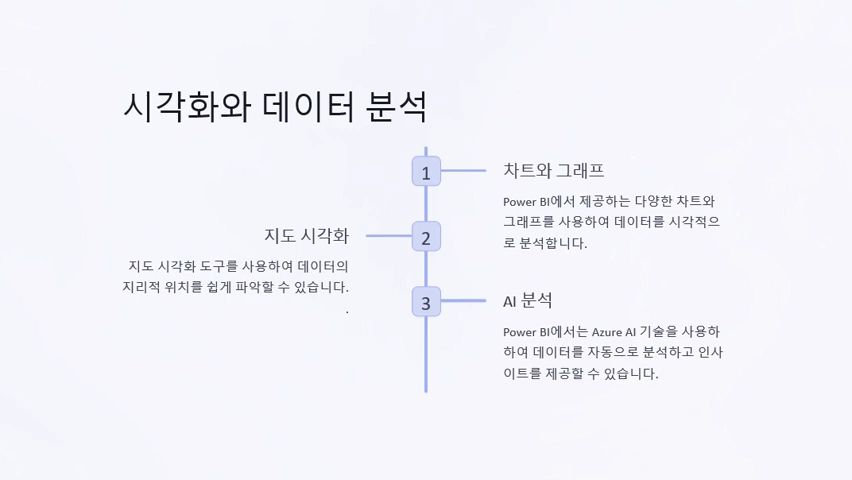 시각화와 데이터 분석
1
차트와 그래프
Power BI에서 제공하는 다양한 차트와
그래프를 사용하여 데이터를 시각적으
로 분석합니다.
2
지도 시각화
지도 시각화 도구를 사용하여 데이터의
지리적 위치를 쉽게 파악할 수 있습니다.
.
3
AI 분석
Power BI에서는 Azure AI 기술을 사용하
하여 데이터를 자동으로 분석하고 인사
이트를 제공할 수 있습니다.